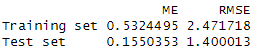 ME RMSE
Training set 0.5324495 2.471718
Test set 0.1550353 1.400013